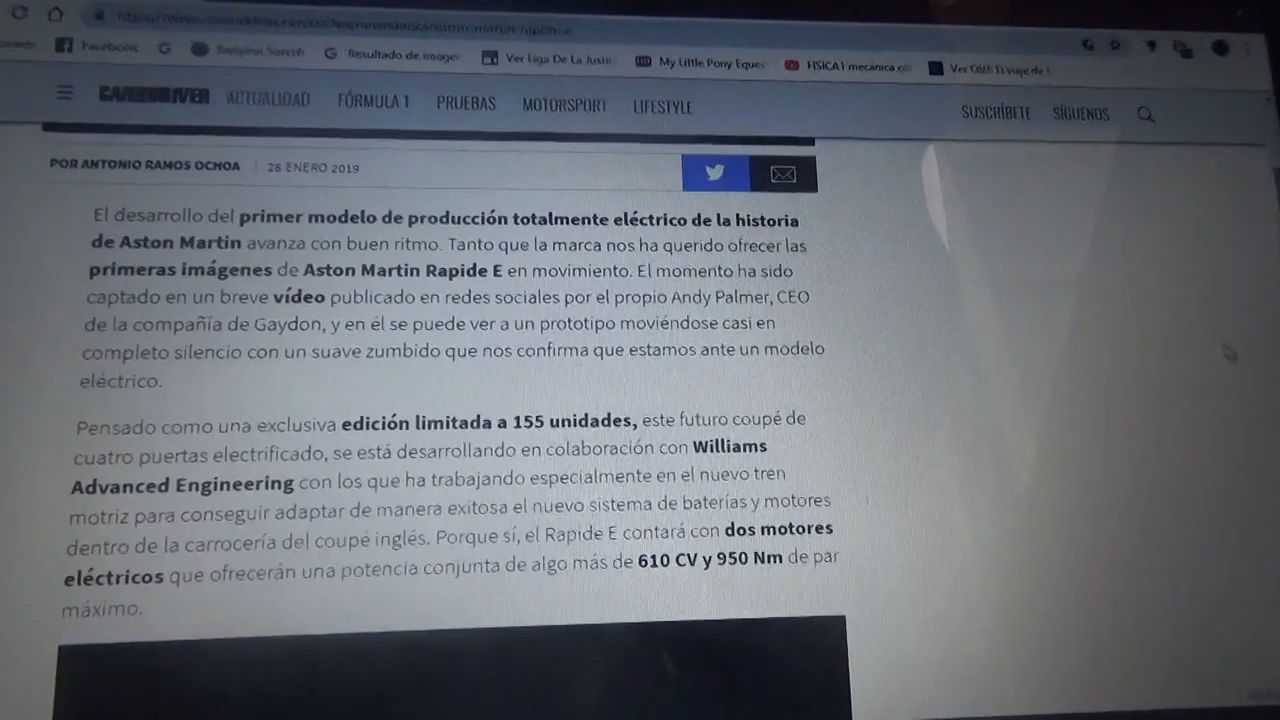 Facebook G G Resultado de imager Ver Liga De La Justic My Little Pony Eques FISICA I mecanica
CARANDDRIVER ACTUALIDAD FÓRMULA 1 PRUEBAS MOTORSPORT LIFESTYLE SUSCRÍBETE SÍGUENOS
POR ANTONIO RAMOS OCHOA | 28 ENERO 2019
El desarrollo del primer modelo de producción totalmente eléctrico de la historia
de Aston Martin avanza con buen ritmo. Tanto que la marca nos ha querido ofrecer las
primeras imágenes de Aston Martin Rapide E en movimiento. El momento ha sido
captado en un breve vídeo publicado en redes sociales por el propio Andy Palmer, CEO
de la compañía de Gaydon, y en él se puede ver a un prototipo moviéndose casi en
completo silencio con un suave zumbido que nos confirma que estamos ante un modelo
eléctrico.
Pensado como una exclusiva edición limitada a 155 unidades, este futuro coupé de
cuatro puertas electrificado, se está desarrollando en colaboración con Williams
Advanced Engineering con los que ha trabajando especialmente en el nuevo tren
motriz para conseguir adaptar de manera exitosa el nuevo sistema de baterías y motores
dentro de la carrocería del coupé inglés. Porque sí, el Rapide E contará con dos motores
eléctricos que ofrecerán una potencia conjunta de algo más de 610 CV y 950 Nm de par
máximo.